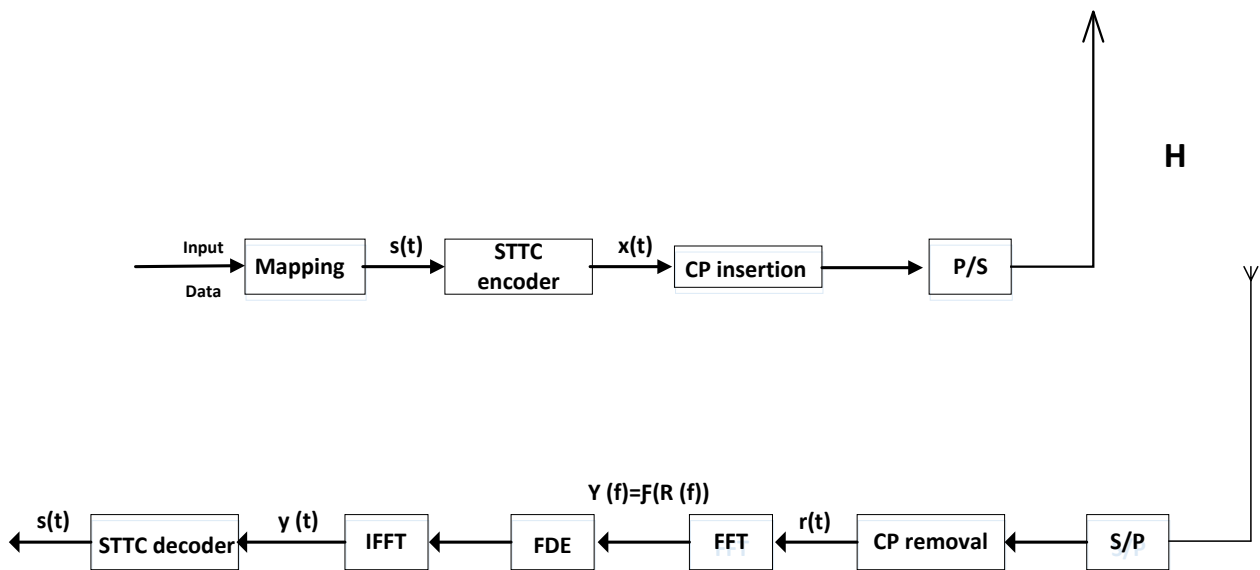 H
Input
Data
Mapping
s(t)
STTC
encoder
x(t)
CP insertion
P/S
Y (f)=Ƒ(R (f))
s(t)
STTC decoder
y (t)
IFFT
FDE
FFT
r(t)
CP removal
S/P